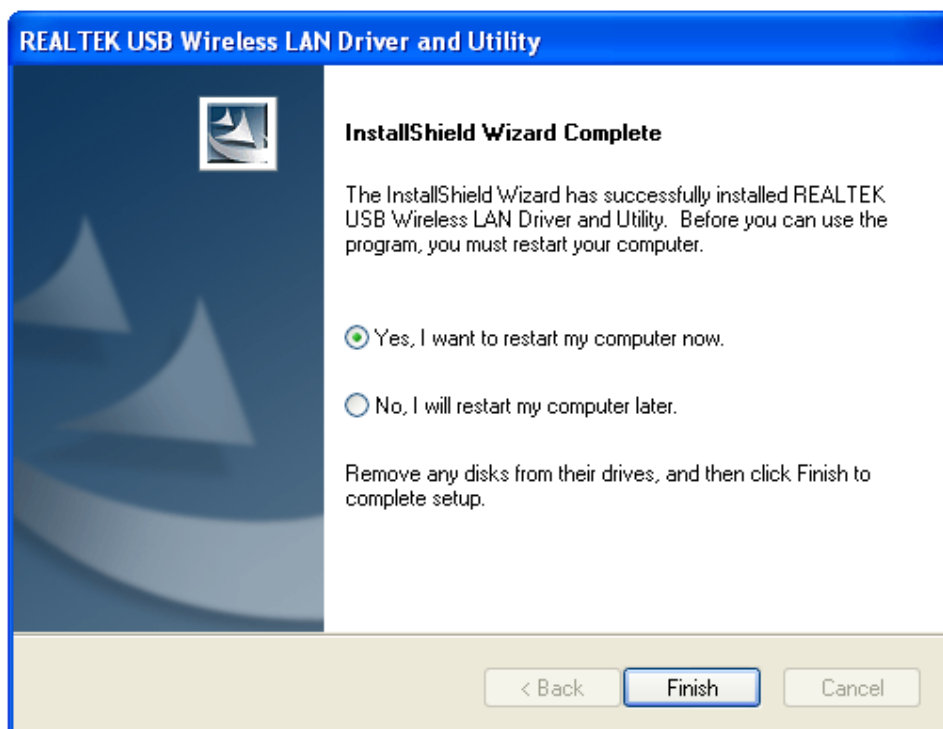 REALTEK USB Wireless LAN Driver and Utility
InstallShield Wizard Complete
The InstallShield Wizard has successfully installed REALTEK
USB Wireless LAN Driver and Utility.  Before you can use the
program, you must restart your computer.
Yes, I want to restart my computer now.
No, I will restart my computer later.
Remove any disks from their drives, and then click Finish to
complete setup.
< Back Finish Cancel